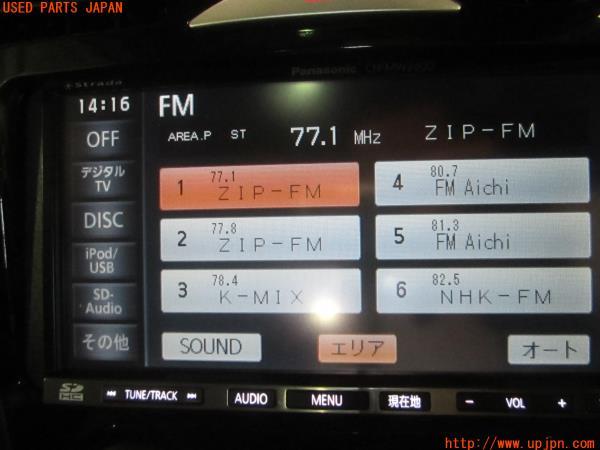 USED PARTS JAPAN
Panasonic
Strada
14:16
FM
AREA.P ST 77.1 MHz ZIP-FM
OFF
デジタル
TV
DISC
iPod/
USB
SD-
Audio
その他
1 77.1 ZIP-FM
2 77.8 ZIP-FM
3 78.4 K-MIX
4 80.7 FM Aichi
5 81.3 FM Aichi
6 82.5 NHK-FM
SOUND
エリア
オート
SD HC
TUNE/TRACK
AUDIO
MENU
現在地
- VOL +
http://www.upjpn.com/